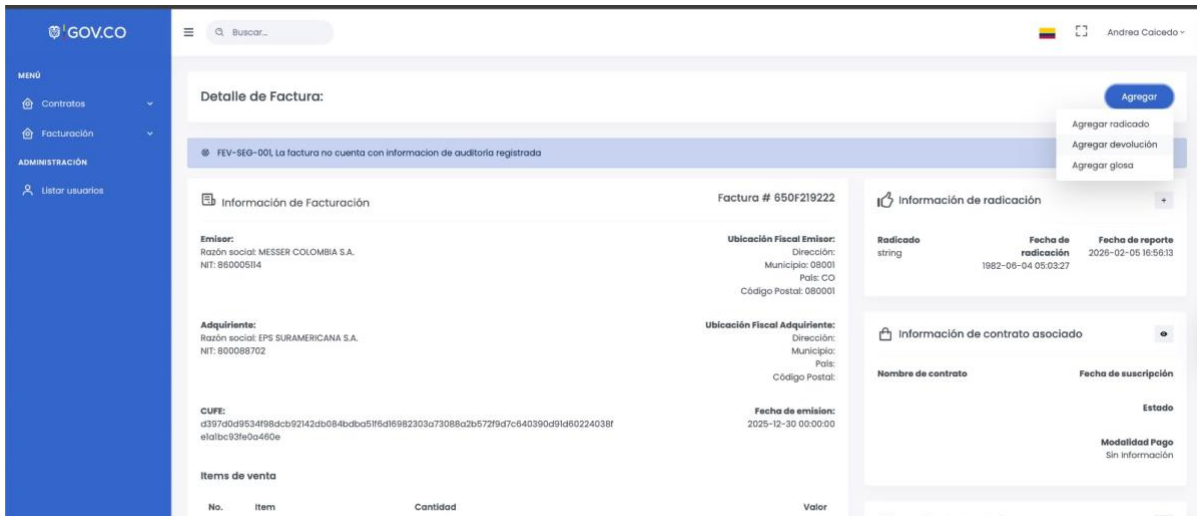 GOV.CO
Buscar...
Andrea Caicedo
MENÚ
Contratos
Facturación
ADMINISTRACIÓN
Listar usuarios
Detalle de Factura:
Agregar
Agregar radicado
Agregar devolución
Agregar glosa
FEV-SEG-001, La factura no cuenta con informacion de auditoría registrada
Información de Facturación
Factura # 650F219222
Emisor:
Razón social: MESSER COLOMBIA S.A.
NIT: 860005114
Ubicación Fiscal Emisor:
Dirección:
Municipio: 08001
País: CO
Código Postal: 080001
Adquiriente:
Razón social: EPS SURAMERICANA S.A.
NIT: 800088702
Ubicación Fiscal Adquiriente:
Dirección:
Municipio:
País:
Código Postal:
CUFE:
d397d0d9534f98dcb92142db084bdba51f6d16982303a73088a2b572f9d7c640390d91d60224038f
e1a1bc93fe0a460e
Fecha de emision:
2025-12-30 00:00:00
Items de venta
No. Item Cantidad Valor
Información de radicación
+
Radicado
string
Fecha de
radicación
1982-06-04 05:03:27
Fecha de reporte
2026-02-05 16:56:13
Información de contrato asociado
Nombre de contrato
Fecha de suscripción
Estado
Modalidad Pago
Sin Información